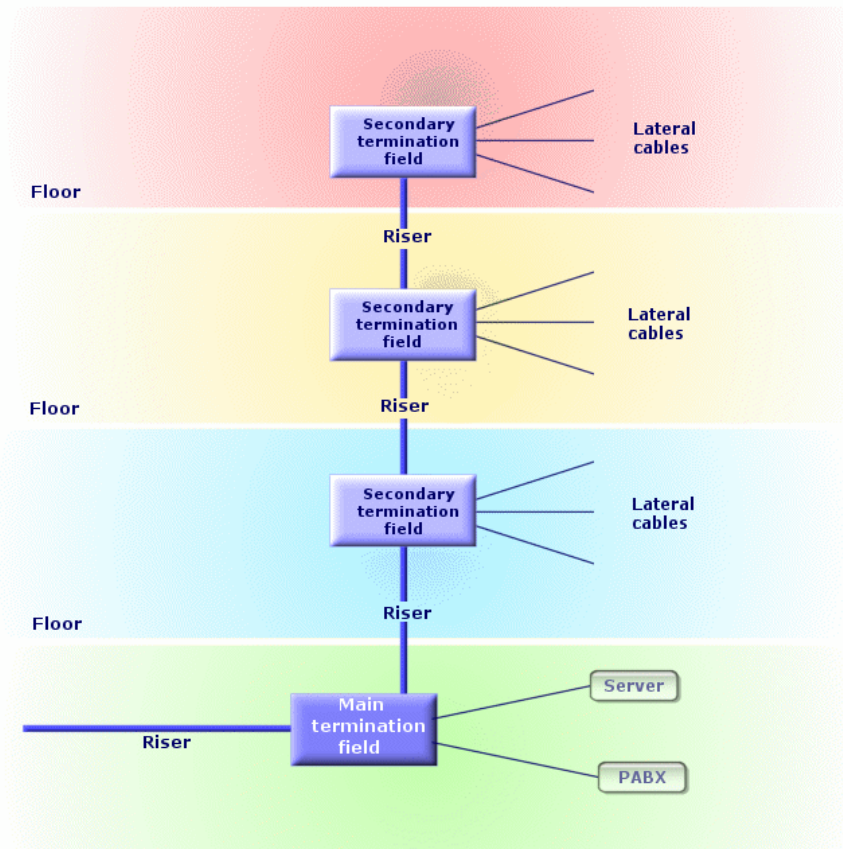 Secondary
termination
field
Lateral
cables
Floor
Riser
Secondary
termination
field
Lateral
cables
Riser
Floor
Secondary
termination
field
Lateral
cables
Riser
Floor
Main
termination
field
Server
Riser
PABX